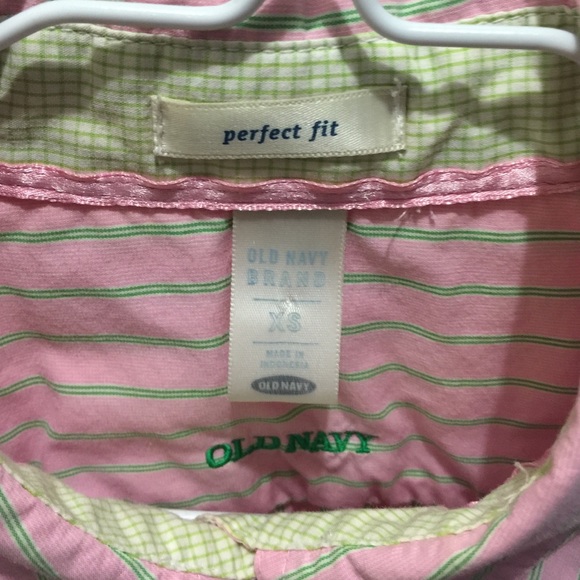 perfect fit
OLD NAVY
BRAND
XS
MADE IN
INDONESIA
OLD NAVY
OLD NAVY